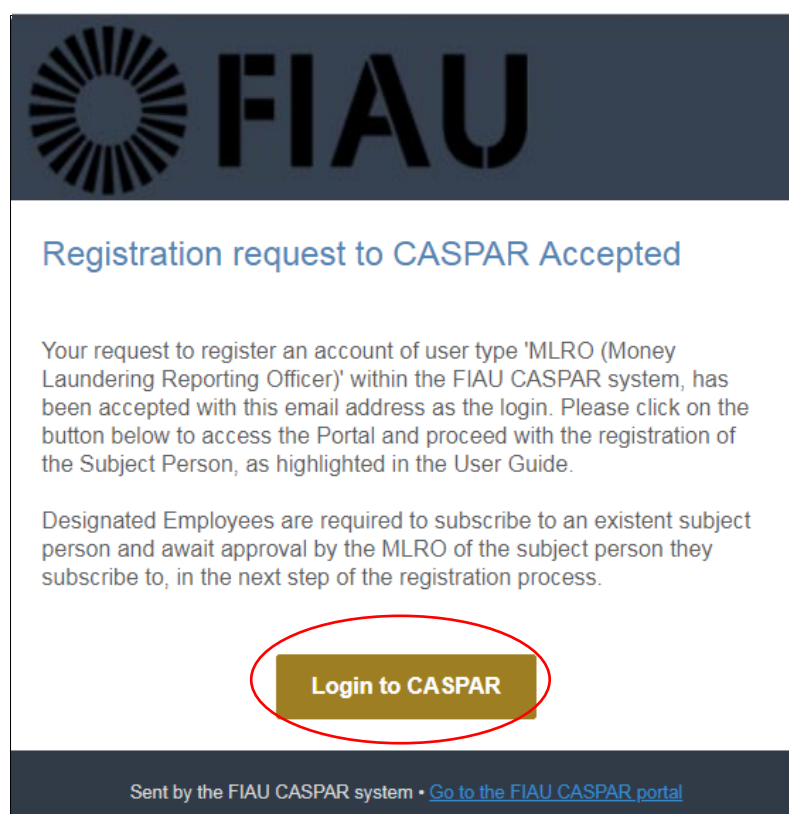 FIAU
Registration request to CASPAR Accepted
Your request to register an account of user type 'MLRO (Money
Laundering Reporting Officer)' within the FIAU CASPAR system, has
been accepted with this email address as the login. Please click on the
button below to access the Portal and proceed with the registration of
the Subject Person, as highlighted in the User Guide.
Designated Employees are required to subscribe to an existent subject
person and await approval by the MLRO of the subject person they
subscribe to, in the next step of the registration process.
Login to CASPAR
Sent by the FIAU CASPAR system • Go to the FIAU CASPAR portal